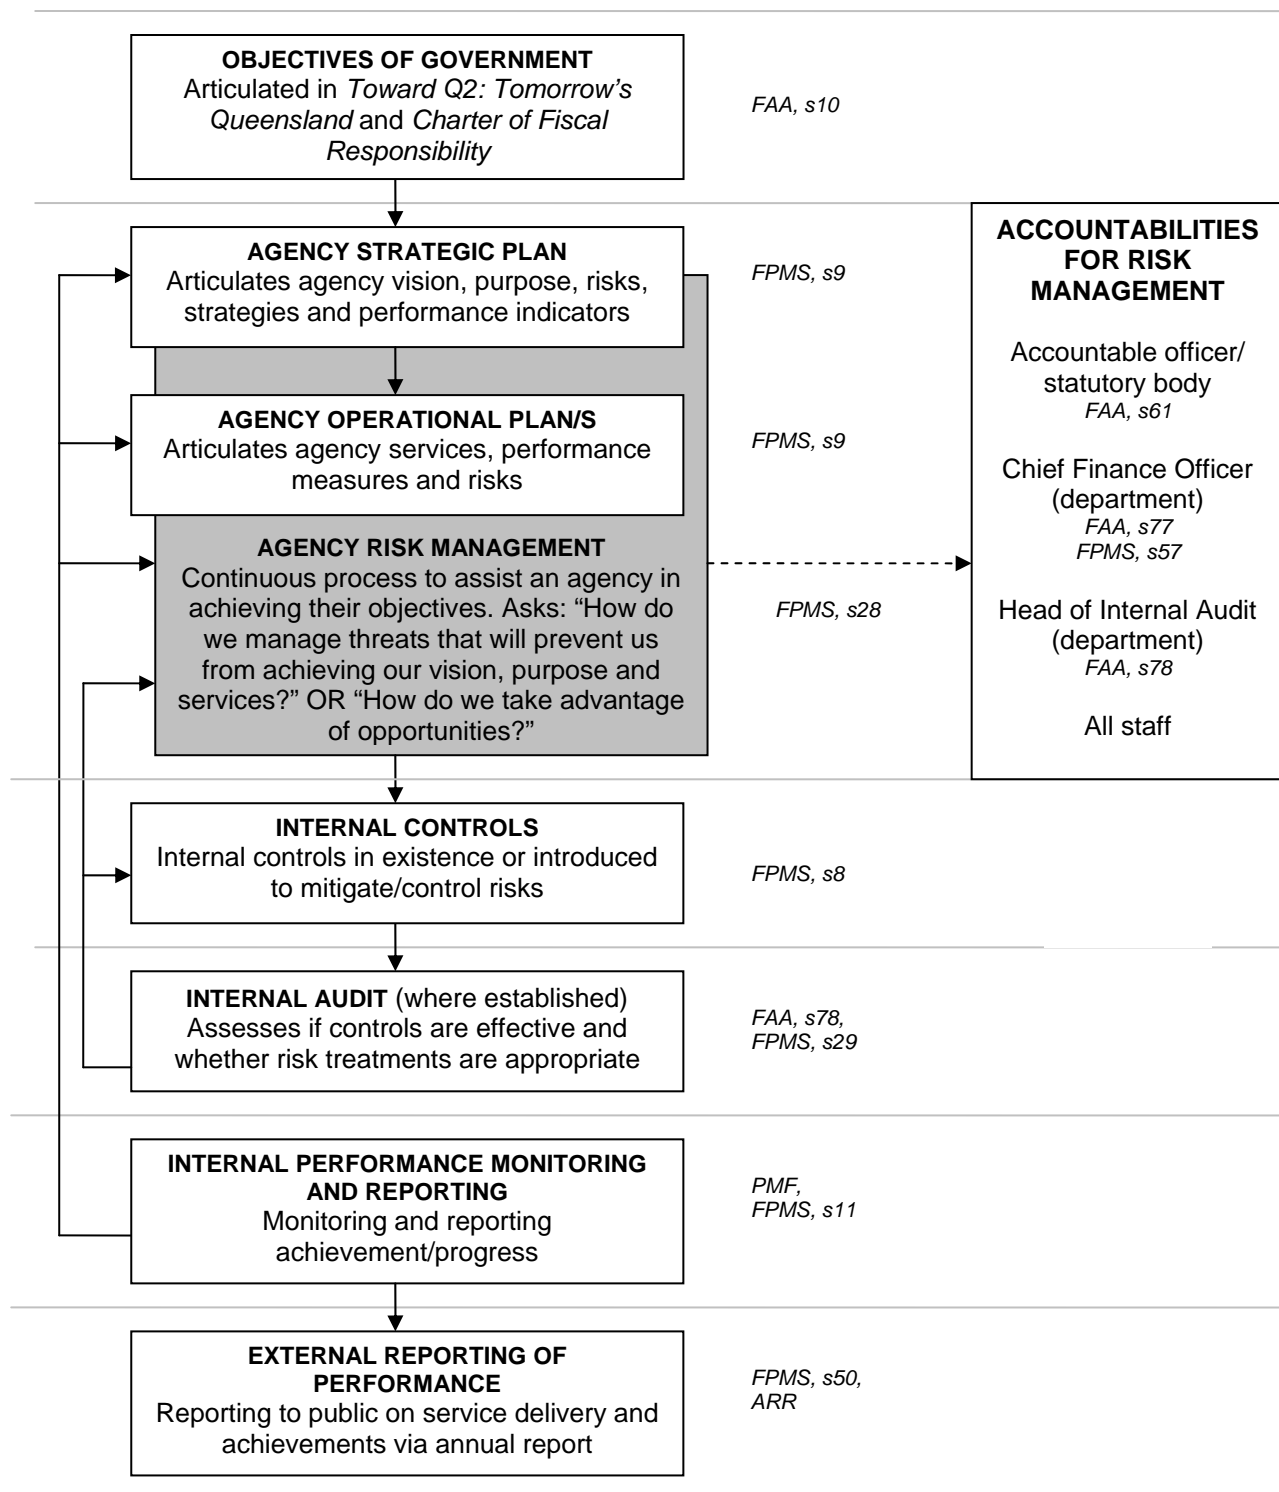 OBJECTIVES OF GOVERNMENT
Articulated in Toward Q2: Tomorrow's
Queensland and Charter of Fiscal
Responsibility
FAA, s10
AGENCY STRATEGIC PLAN
Articulates agency vision, purpose, risks,
strategies and performance indicators
FPMS, s9
AGENCY OPERATIONAL PLAN/S
Articulates agency services, performance
measures and risks
FPMS, s9
AGENCY RISK MANAGEMENT
Continuous process to assist an agency in
achieving their objectives. Asks: “How do
we manage threats that will prevent us
from achieving our vision, purpose and
services?” OR “How do we take advantage
of opportunities?”
FPMS, s28
ACCOUNTABILITIES
FOR RISK
MANAGEMENT
Accountable officer/
statutory body
FAA, s61
Chief Finance Officer
(department)
FAA, s77
FPMS, s57
Head of Internal Audit
(department)
FAA, s78
All staff
INTERNAL CONTROLS
Internal controls in existence or introduced
to mitigate/control risks
FPMS, s8
INTERNAL AUDIT (where established)
Assesses if controls are effective and
whether risk treatments are appropriate
FAA, s78,
FPMS, s29
INTERNAL PERFORMANCE MONITORING
AND REPORTING
Monitoring and reporting
achievement/progress
PMF,
FPMS, s11
EXTERNAL REPORTING OF
PERFORMANCE
Reporting to public on service delivery and
achievements via annual report
FPMS, s50,
ARR